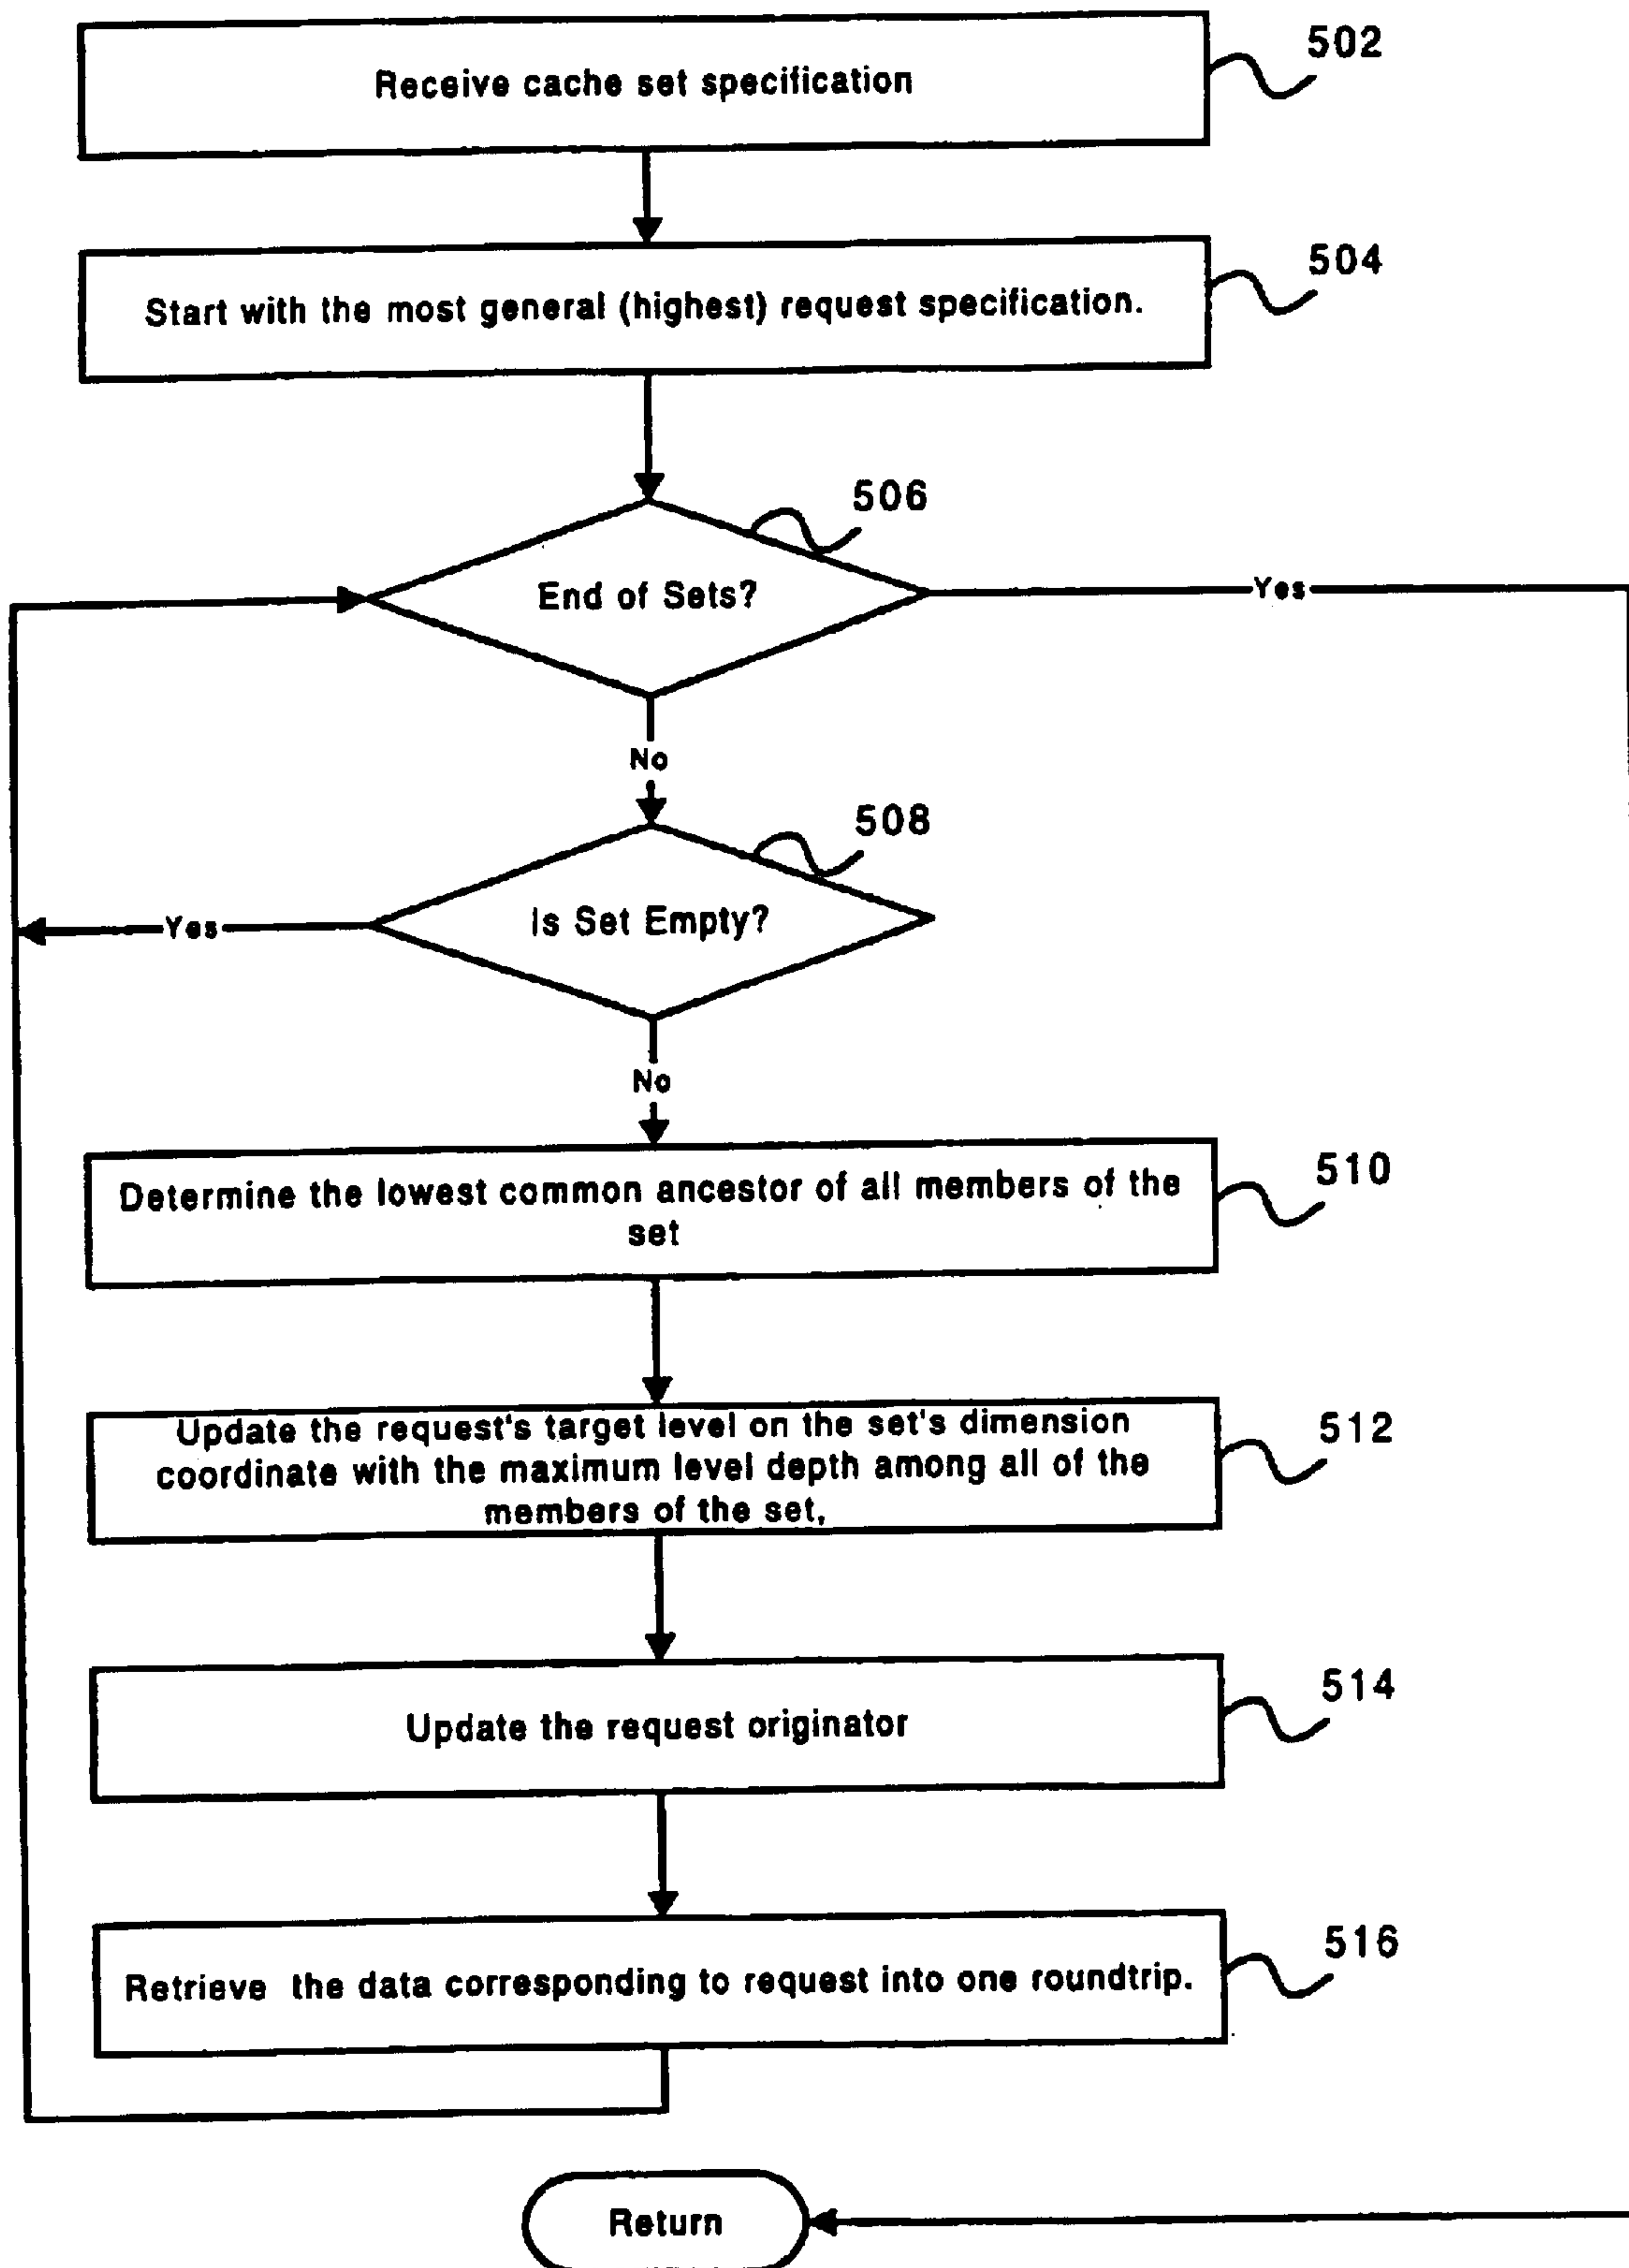 Receive cache set specification
502
Start with the most general (highest) request specification.
504
506
End of Sets?
Yes
No
508
Is Set Empty?
Yes
No
Determine the lowest common ancestor of all members of the
set
510
Update the request's target level on the set's dimension
coordinate with the maximum level depth among all of the
members of the set,
512
Update the request originator
514
Retrieve the data corresponding to request into one roundtrip.
516
Return